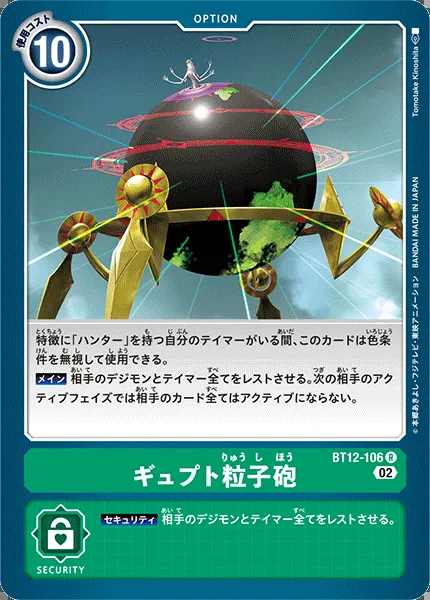 OPTION
使用コスト
10
Tomotake Kinoshita
BANDAI MADE IN JAPAN
©本郷あきよし・フジテレビ・東映アニメーション
特徴に「ハンター」を持つ自分のテイマーがいる間、このカードは色条
件を無視して使用できる。
メイン 相手のデジモンとテイマー全てをレストさせる。次の相手のアク
ティブフェイズでは相手のカード全てはアクティブにならない。
BT12-106 R
02
りゅうしほう
ギュプト粒子砲
セキュリティ 相手のデジモンとテイマー全てをレストさせる。
SECURITY